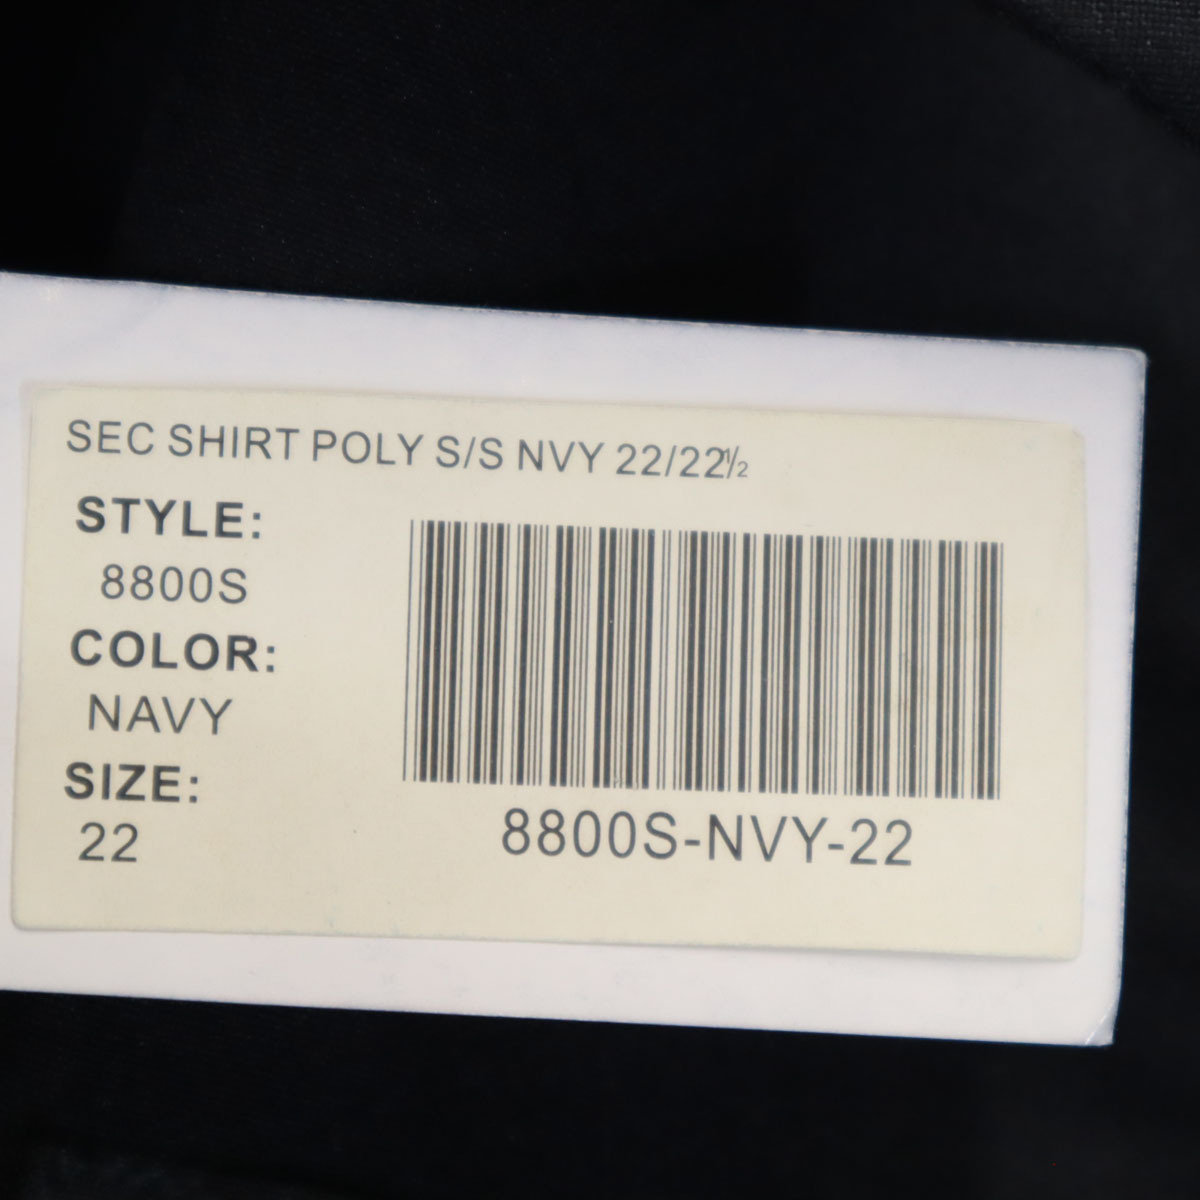 SEC SHIRT POLY S/S NVY 22/22½
STYLE:
8800S
COLOR:
NAVY
SIZE:
22
8800S-NVY-22